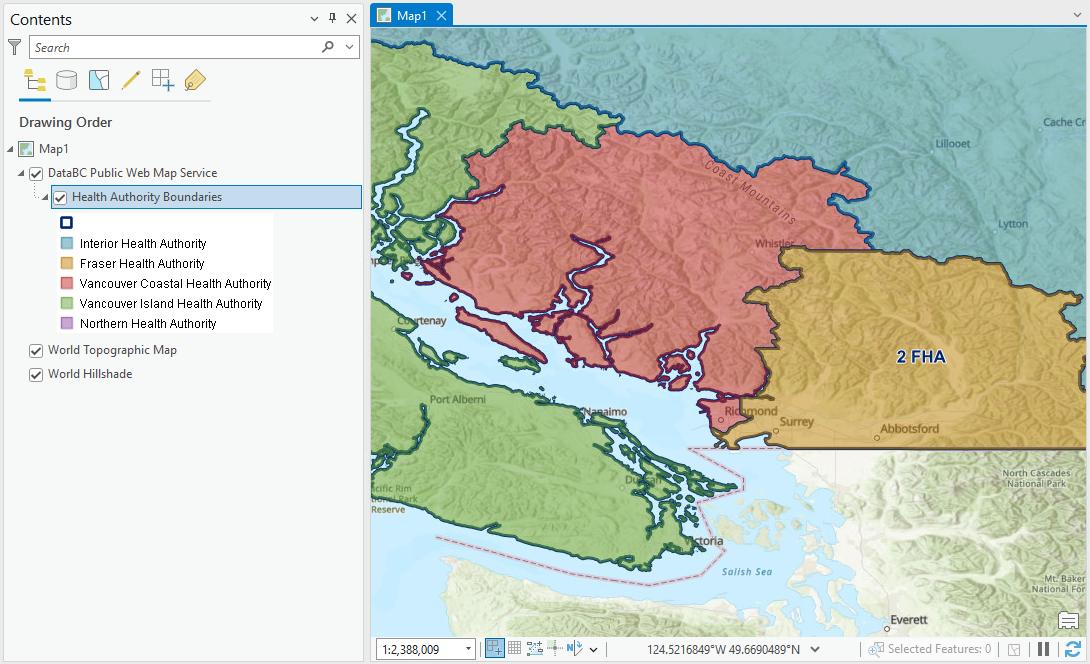 Contents
Search
Drawing Order
Map1
DataBC Public Web Map Service
Health Authority Boundaries
Interior Health Authority
Fraser Health Authority
Vancouver Coastal Health Authority
Vancouver Island Health Authority
Northern Health Authority
World Topographic Map
World Hillshade
Map1
Cache Cr
Lillooet
Coast Mountains
Lytton
Whistler
Courtenay
2 FHA
Port Alberni
Nanaimo
Richmond
Surrey
Abbotsford
North Cascades
National Park
cific Rim
Park
Reserve
Victoria
Salish Sea
Mt. Baker
National For
Everett
1:2,388,009
124.5216849°W 49.6690489°N
Selected Features: 0